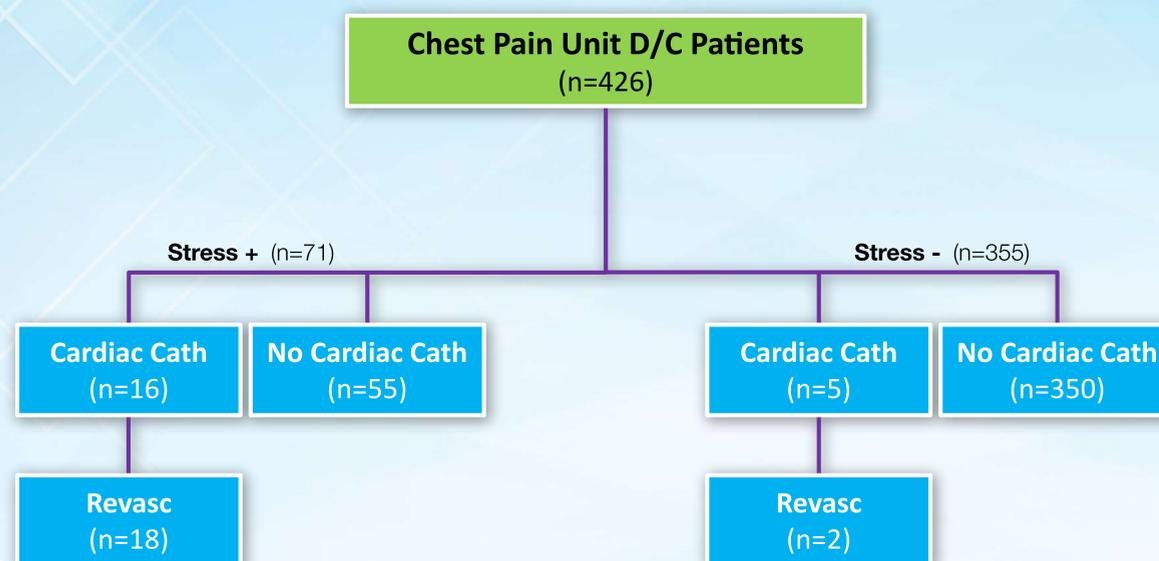 Chest Pain Unit D/C Patients
(n=426)
Stress + (n=71)
Stress - (n=355)
Cardiac Cath
(n=16)
No Cardiac Cath
(n=55)
Cardiac Cath
(n=5)
No Cardiac Cath
(n=350)
Revasc
(n=18)
Revasc
(n=2)